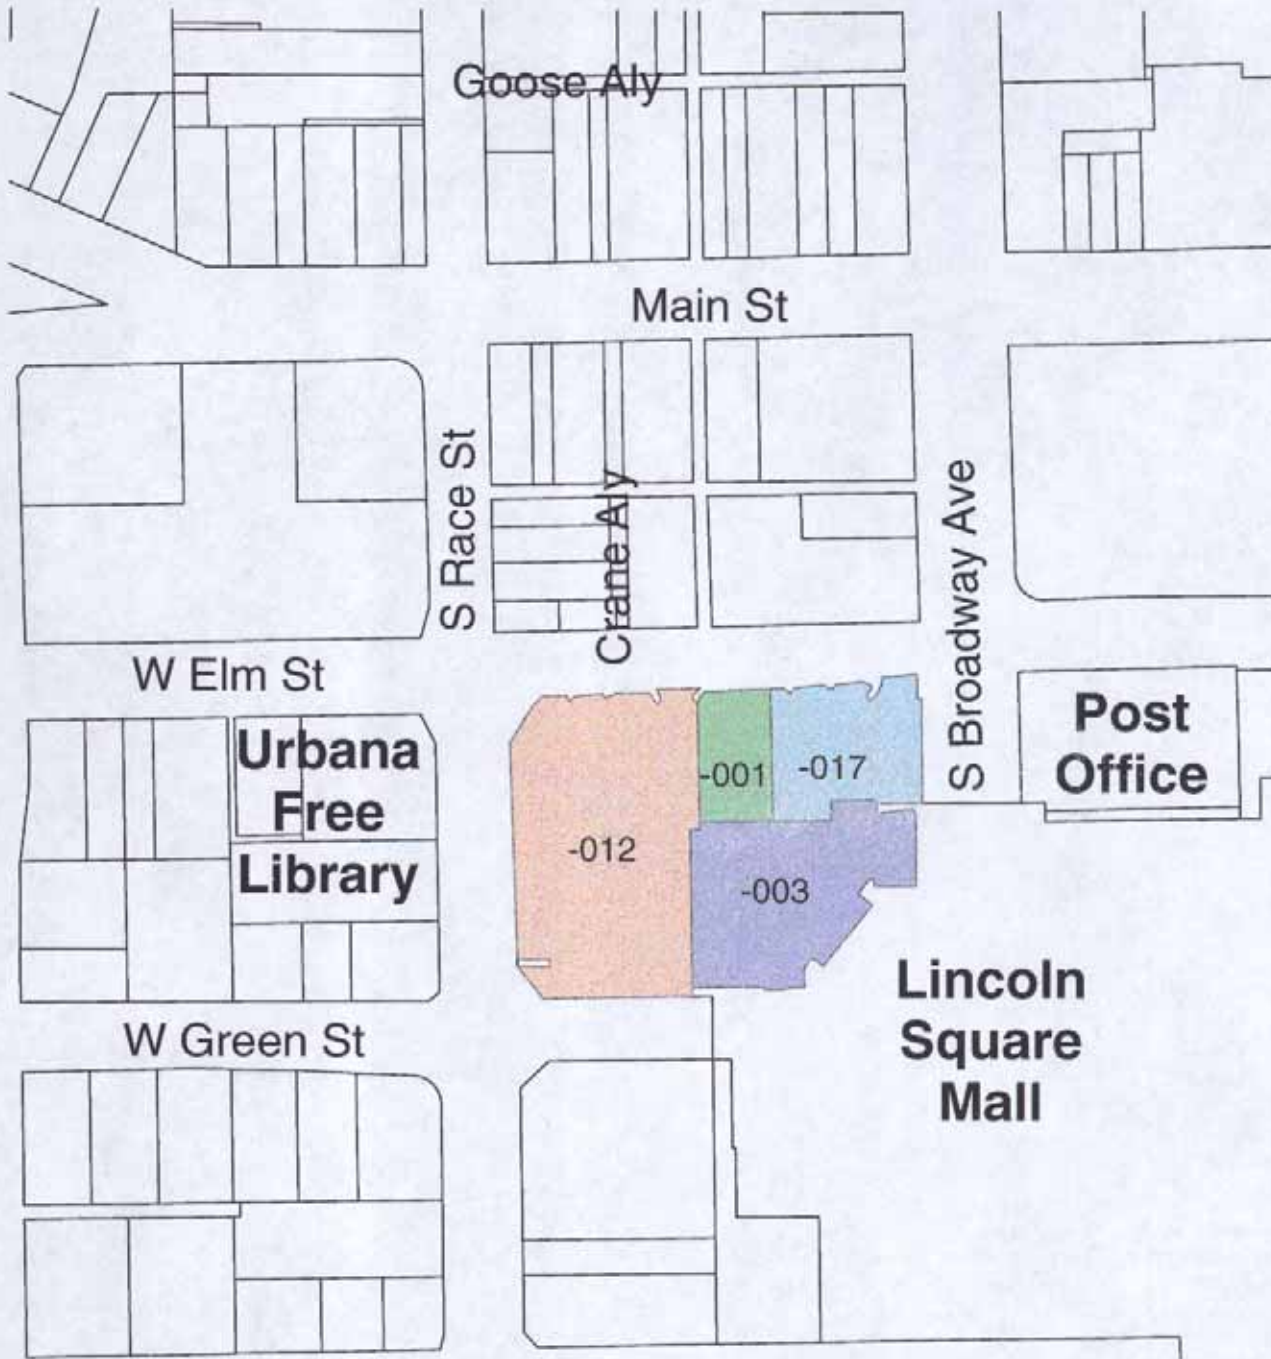 Goose Aly
Main St
S Race St
Crane Aly
S Broadway Ave
W Elm St
Urbana
Free
Library
Post
Office
-001
-017
-012
-003
Lincoln
Square
Mall
W Green St